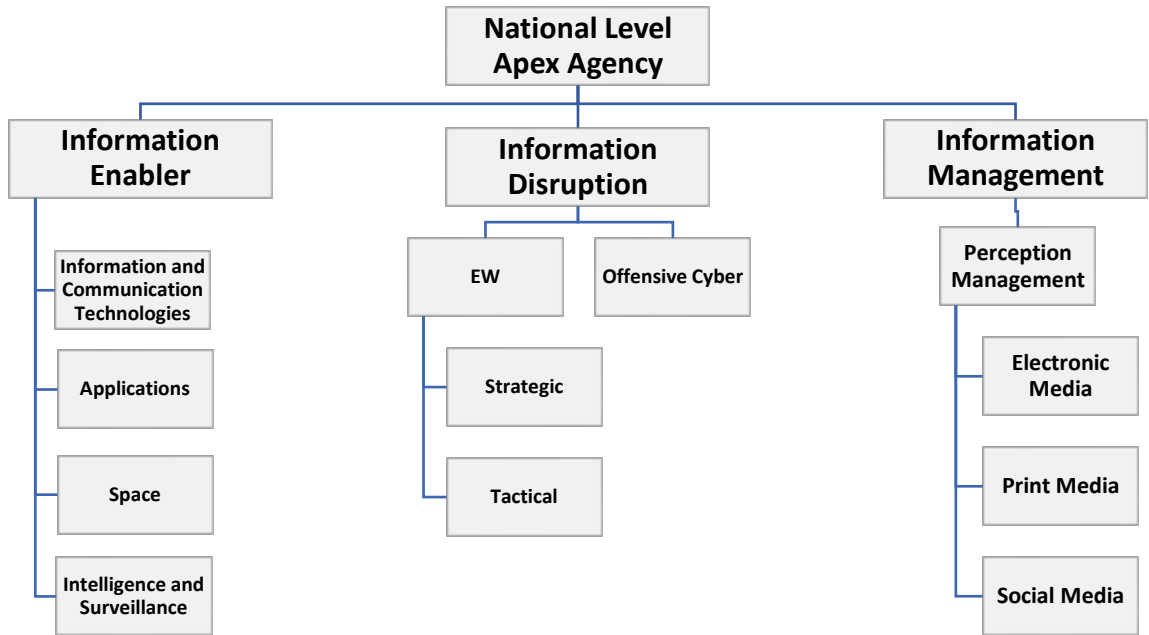 National Level
Apex Agency
Information
Enabler
Information
Disruption
Information
Management
Information and
Communication
Technologies
Applications
Space
Intelligence and
Surveillance
EW
Offensive Cyber
Strategic
Tactical
Perception
Management
Electronic
Media
Print Media
Social Media